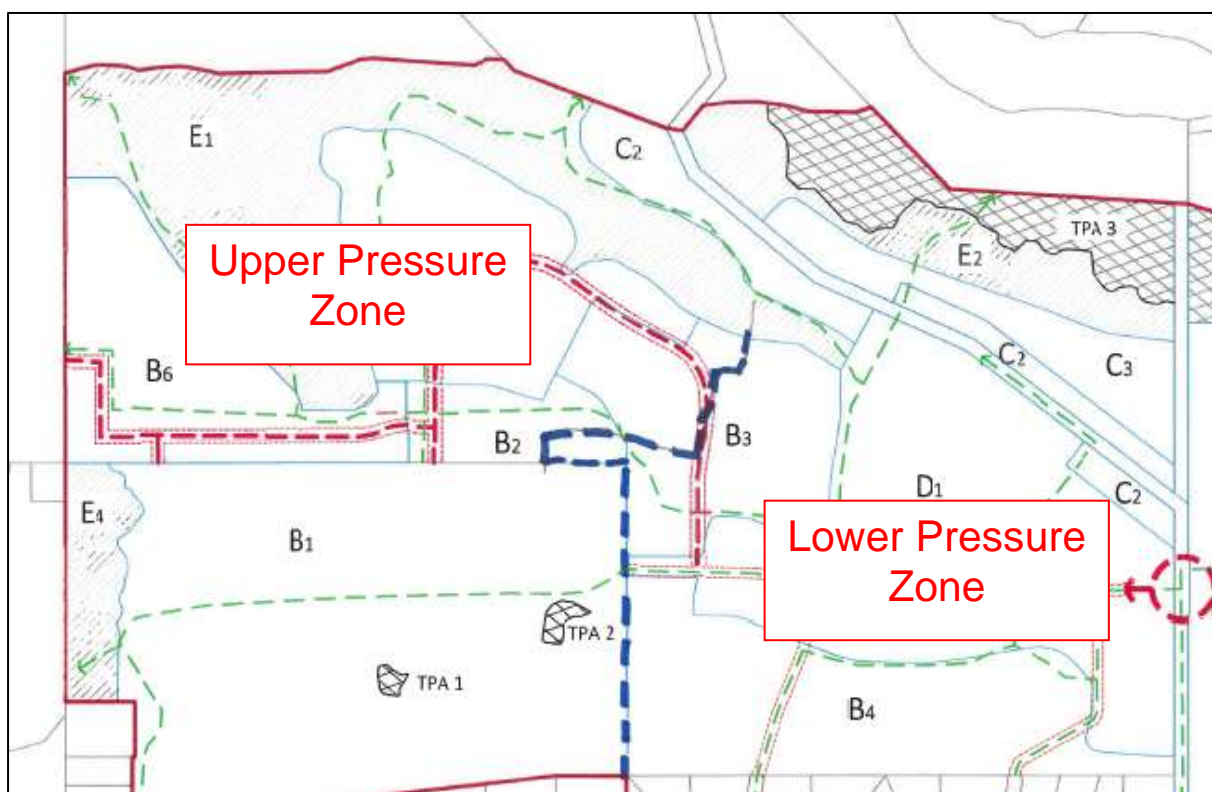 E1
C2
TPA 3
E2
Upper Pressure
Zone
C2
C3
B6
B2
B3
D1
C2
E4
B1
Lower Pressure
Zone
TPA 2
TPA 1
B4